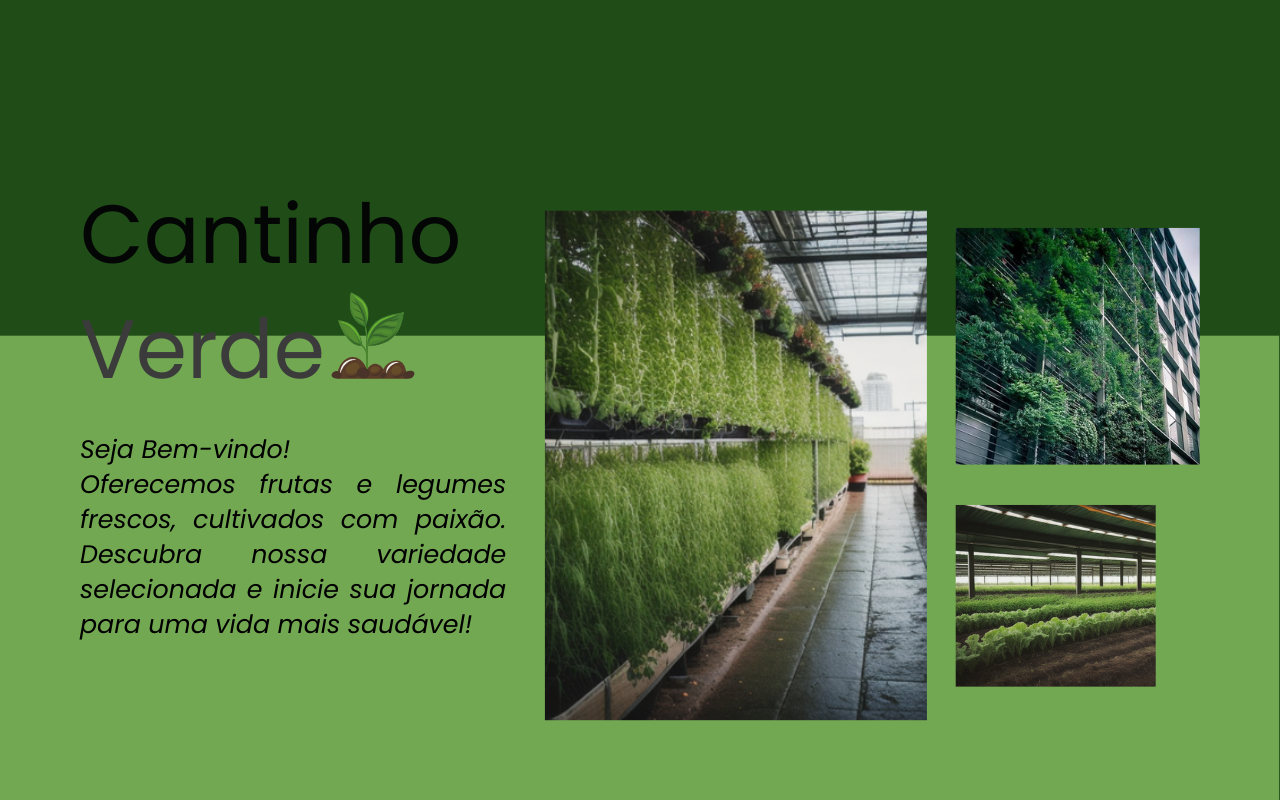 Cantinho
Verde
Seja Bem-vindo!
Oferecemos frutas e legumes
frescos, cultivados com paixão.
Descubra nossa variedade
selecionada e inicie sua jornada
para uma vida mais saudável!